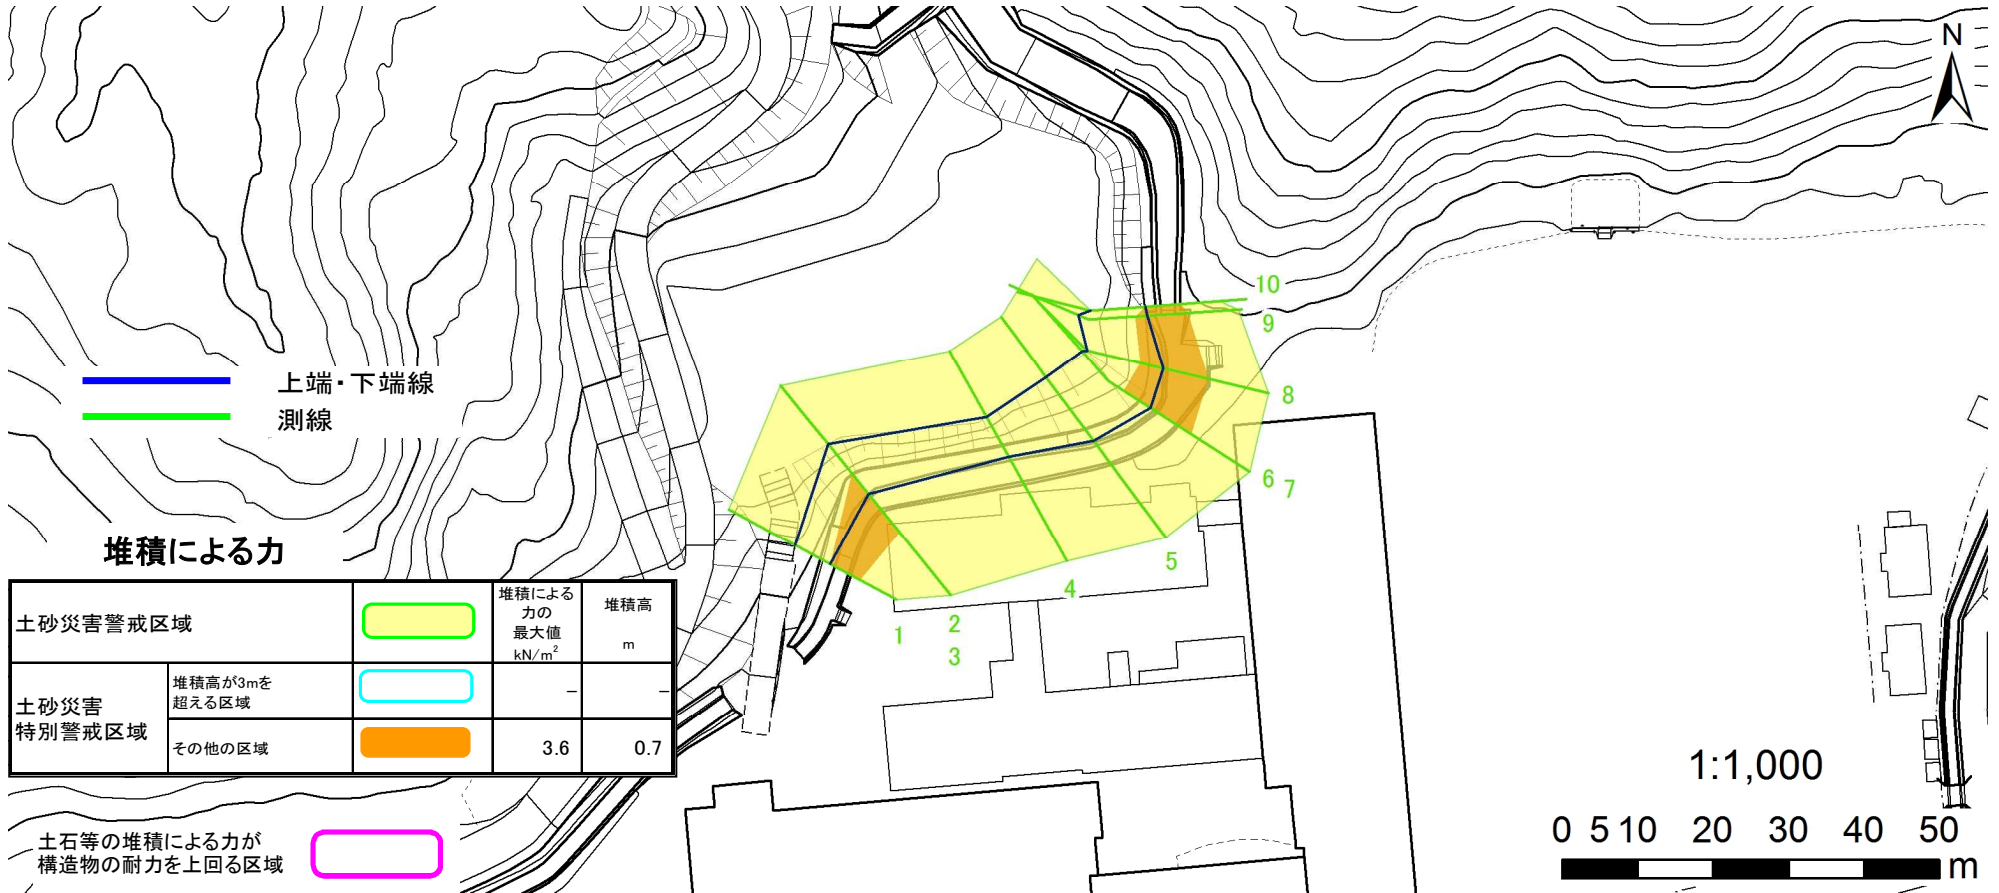 N
10
9
8
上端・下端線
測線
6
7
5
4
堆積による力
1
2
3
土砂災害警戒区域
堆積による
力の
最大値
kN/m²
堆積高
m
土砂災害
特別警戒区域
堆積高が3mを
超える区域
－
－
その他の区域
3.6
0.7
土石等の堆積による力が
構造物の耐力を上回る区域
1:1,000
0 5 10 20 30 40 50
m